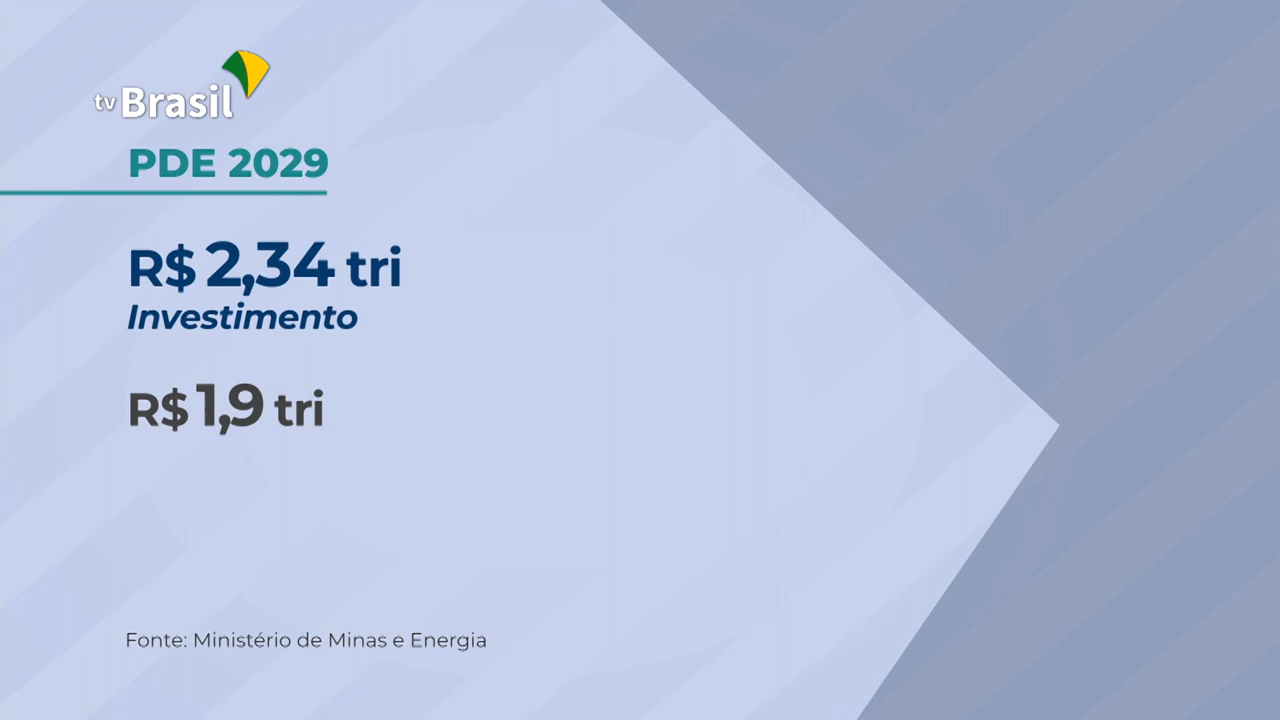 tv Brasil
PDE 2029
R$ 2,34 tri
Investimento
R$ 1,9 tri
Fonte: Ministério de Minas e Energia